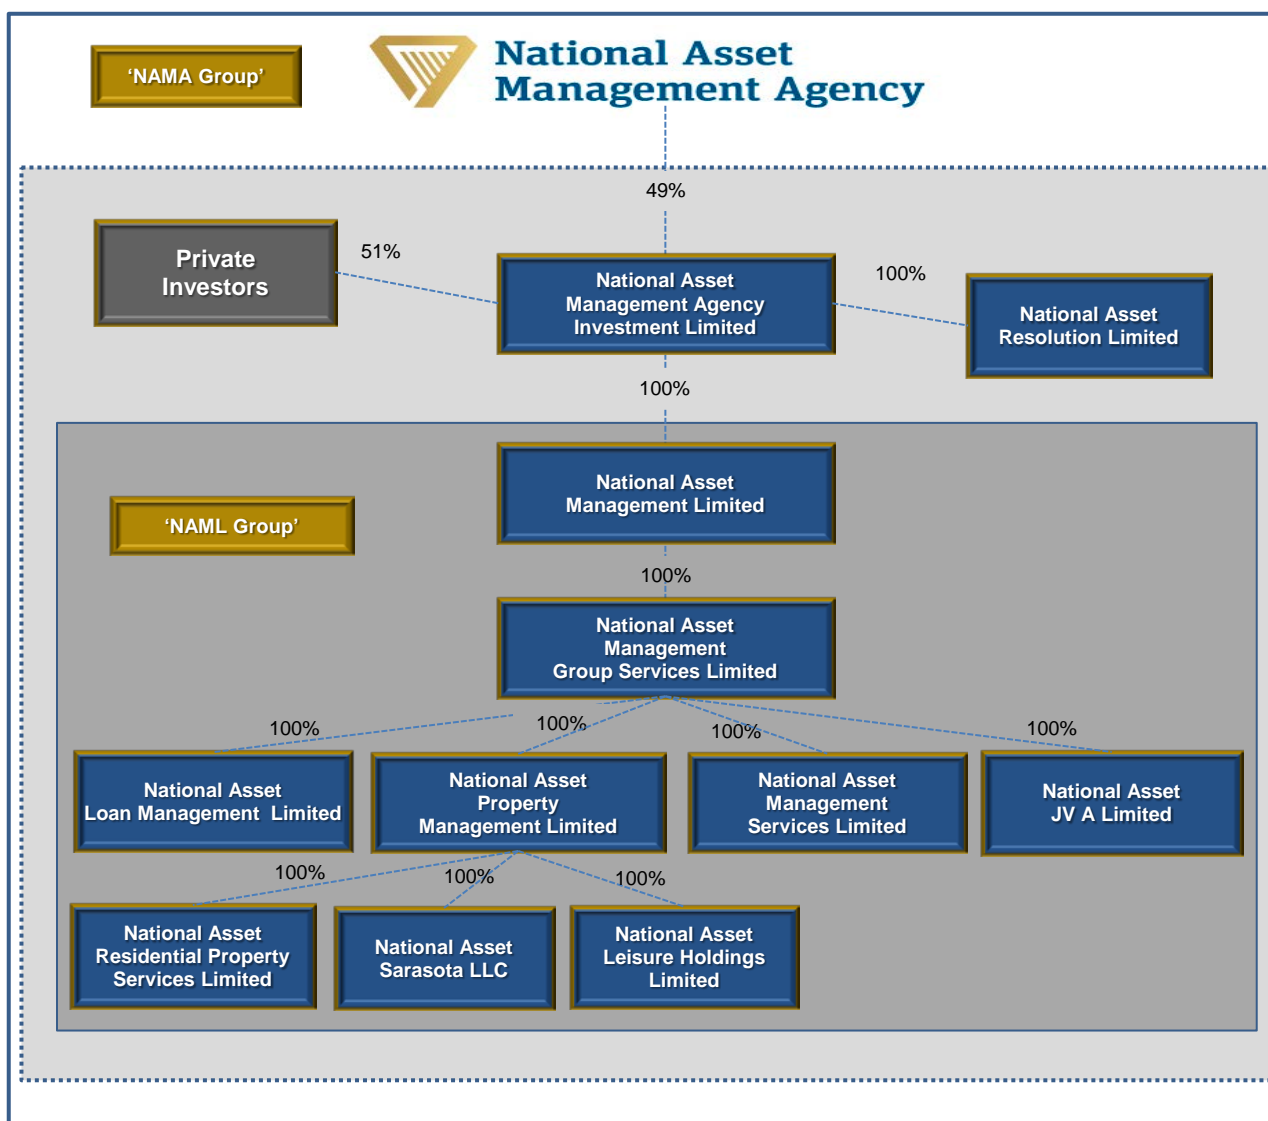 ‘NAMA Group’
National Asset
Management Agency
49%
Private
Investors
51%
National Asset
Management Agency
Investment Limited
100%
National Asset
Resolution Limited
100%
National Asset
Management Limited
‘NAML Group’
100%
National Asset
Management
Group Services Limited
100%
100%
100%
100%
National Asset
Loan Management Limited
National Asset
Property
Management Limited
National Asset
Management
Services Limited
National Asset
JV A Limited
100%
100%
100%
National Asset
Residential Property
Services Limited
National Asset
Sarasota LLC
National Asset
Leisure Holdings
Limited